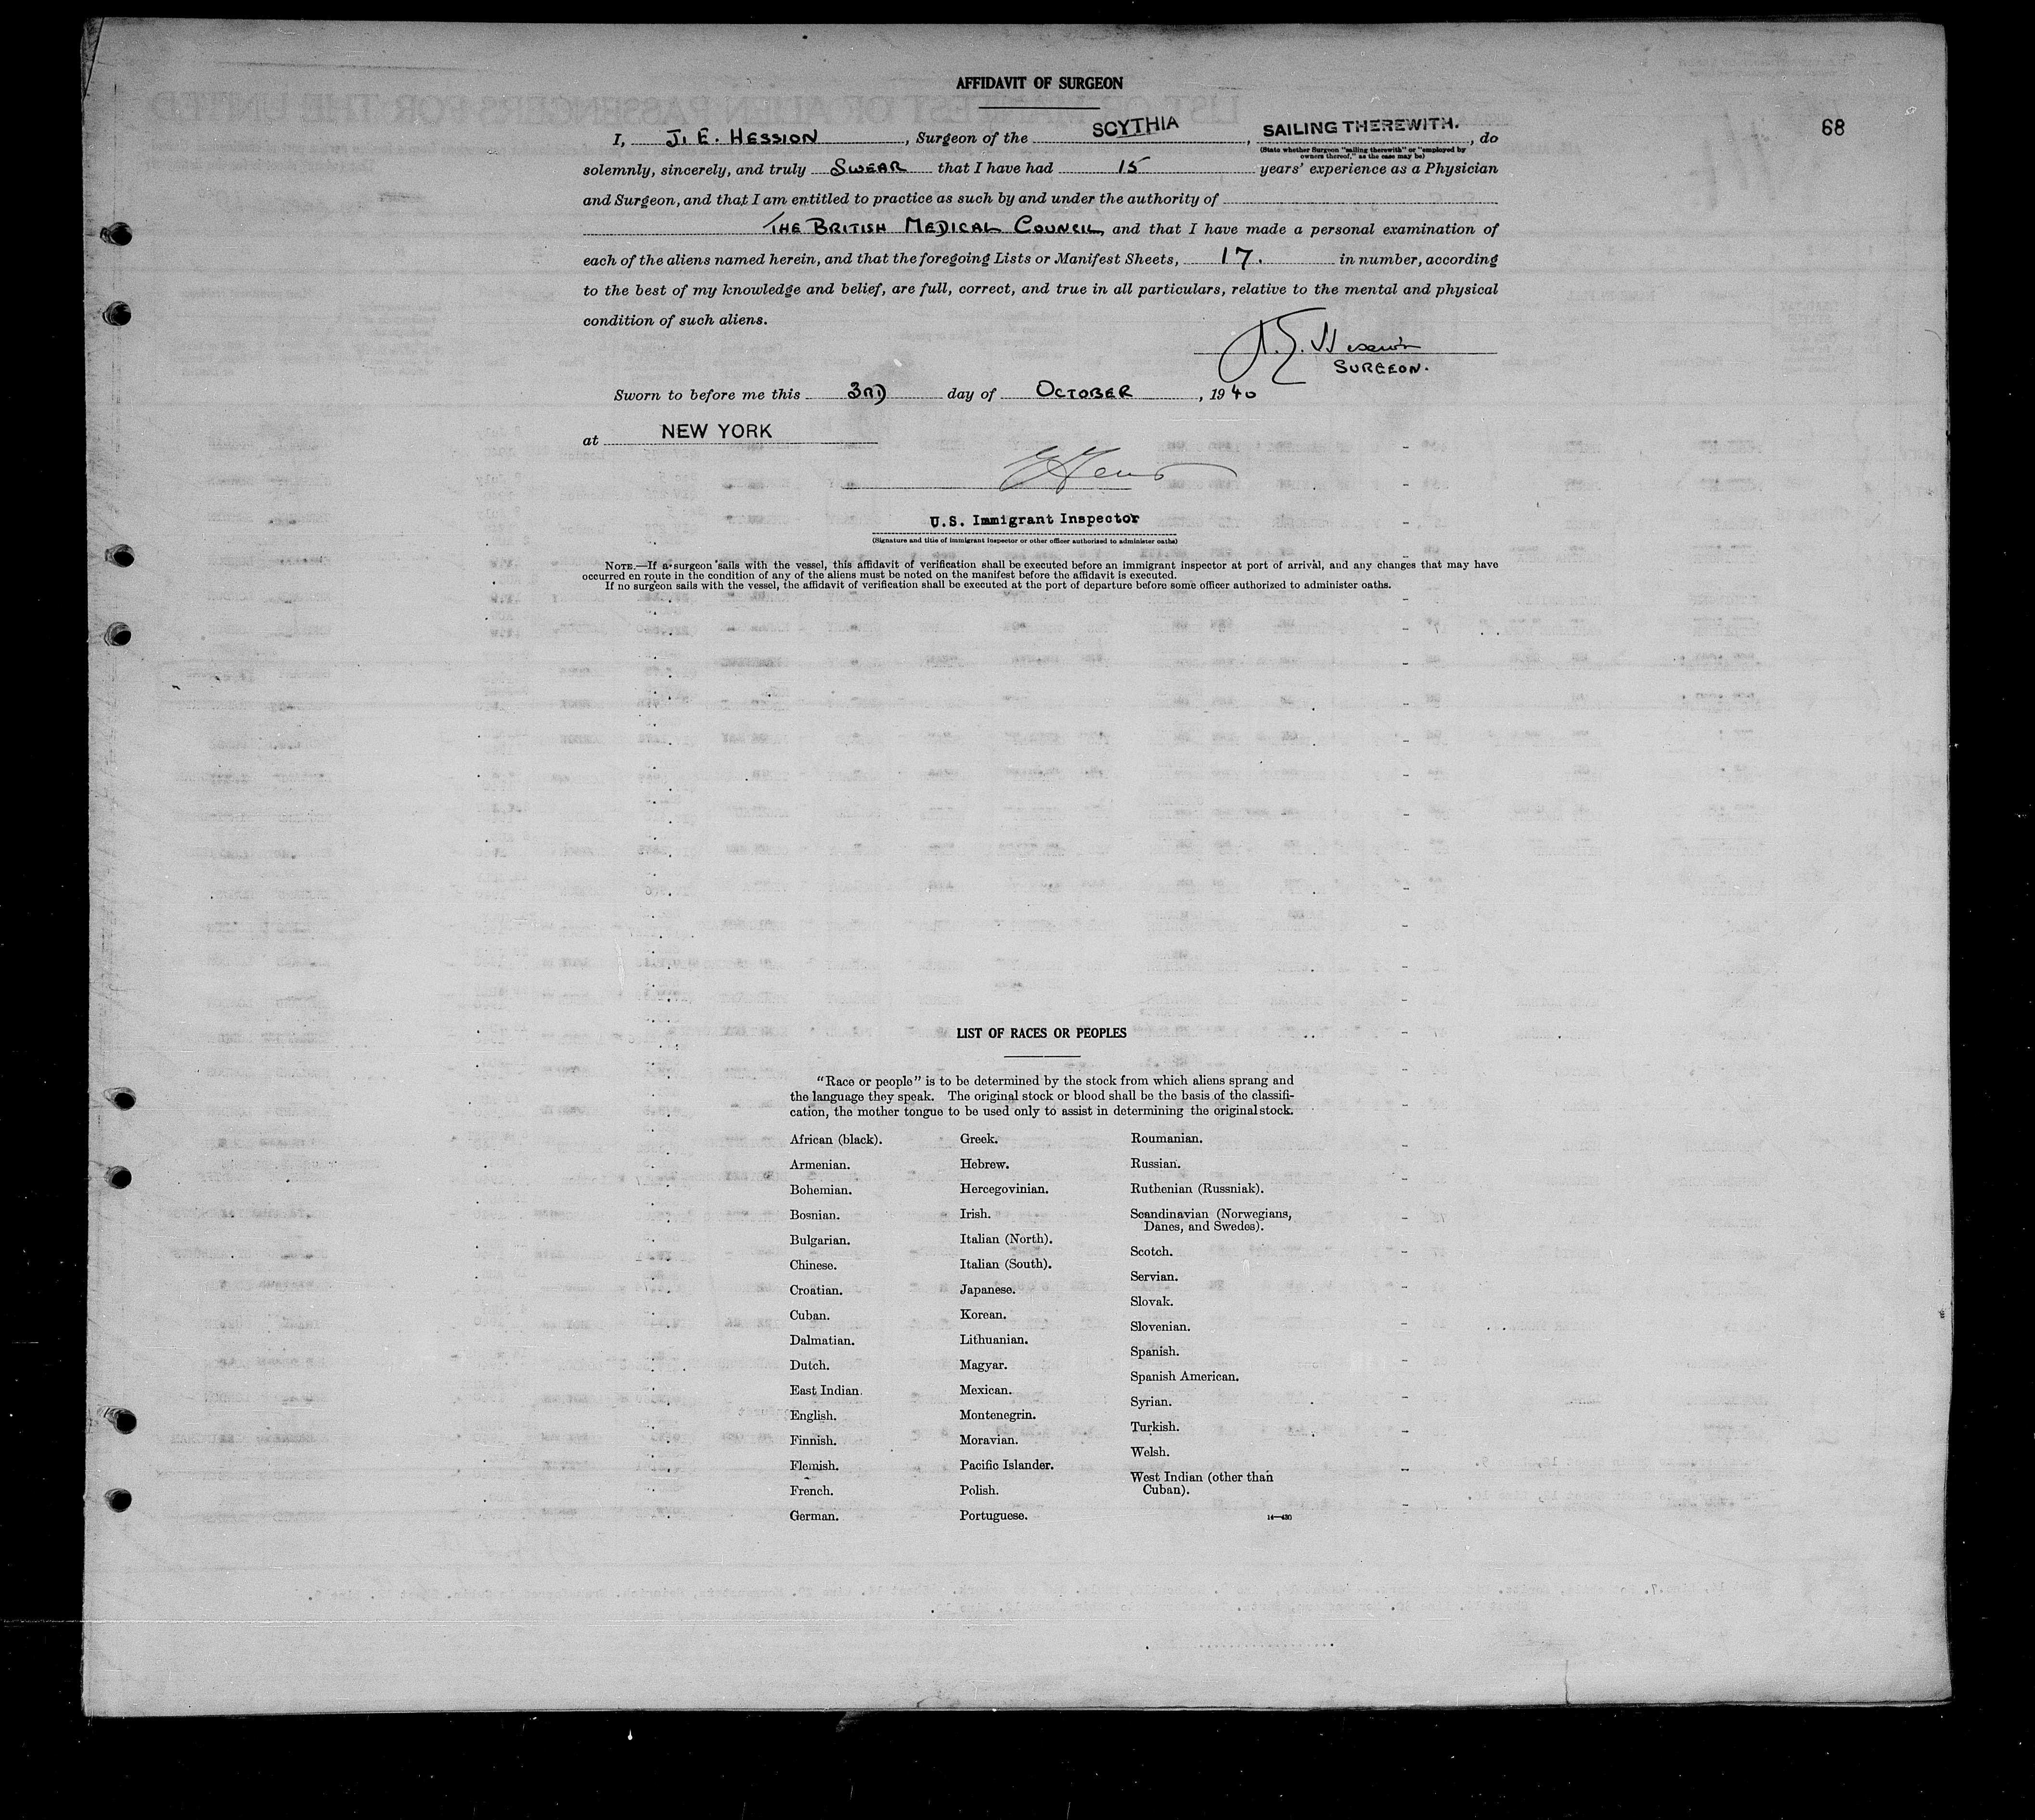 AFFIDAVIT OF SURGEON
68
I, J. E. HESSION, Surgeon of the SCYTHIA, SAILING THEREWITH., do
(State whether Surgeon "sailing therewith" or "employed by
owners thereof," as the case may be)
solemnly, sincerely, and truly SWEAR that I have had 15 years' experience as a Physician
and Surgeon, and that I am entitled to practice as such by and under the authority of
THE BRITISH MEDICAL COUNCIL, and that I have made a personal examination of
each of the aliens named herein, and that the foregoing Lists or Manifest Sheets, 17. in number, according
to the best of my knowledge and belief, are full, correct, and true in all particulars, relative to the mental and physical
condition of such aliens.
J. E. Hession
SURGEON.
Sworn to before me this 3RD day of OCTOBER, 1940
at NEW YORK
U.S. Immigrant Inspector
(Signature and title of immigrant inspector or other officer authorized to administer oaths)
NOTE.—If a surgeon sails with the vessel, this affidavit of verification shall be executed before an immigrant inspector at port of arrival, and any changes that may have
occurred en route in the condition of any of the aliens must be noted on the manifest before the affidavit is executed.
If no surgeon sails with the vessel, the affidavit of verification shall be executed at the port of departure before some officer authorized to administer oaths.
LIST OF RACES OR PEOPLES
"Race or people" is to be determined by the stock from which aliens sprang and
the language they speak. The original stock or blood shall be the basis of the classifi-
cation, the mother tongue to be used only to assist in determining the original stock.
African (black).
Armenian.
Bohemian.
Bosnian.
Bulgarian.
Chinese.
Croatian.
Cuban.
Dalmatian.
Dutch.
East Indian.
English.
Finnish.
Flemish.
French.
German.
Greek.
Hebrew.
Hercegovinian.
Irish.
Italian (North).
Italian (South).
Japanese.
Korean.
Lithuanian.
Magyar.
Mexican.
Montenegrin.
Moravian.
Pacific Islander.
Polish.
Portuguese.
Roumanian.
Russian.
Ruthenian (Russniak).
Scandinavian (Norwegians,
Danes, and Swedes).
Scotch.
Servian.
Slovak.
Slovenian.
Spanish.
Spanish American.
Syrian.
Turkish.
Welsh.
West Indian (other than
Cuban).
14—430